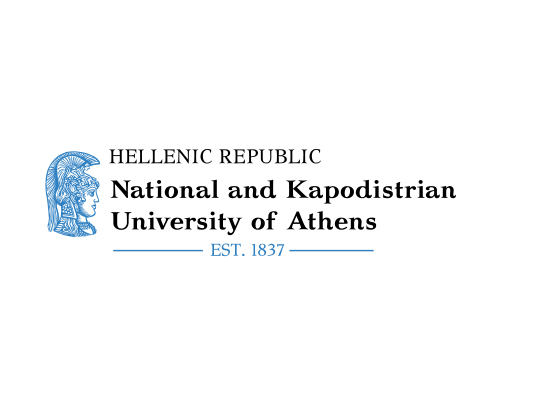 HELLENIC REPUBLIC
National and Kapodistrian
University of Athens
EST. 1837